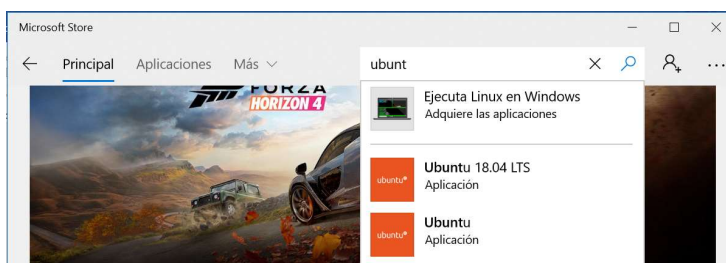 Microsoft Store
Principal Aplicaciones Más
ubunt
FORZA
HORIZON 4
Ejecuta Linux en Windows
Adquiere las aplicaciones
ubuntu
Ubuntu 18.04 LTS
Aplicación
ubuntu
Ubuntu
Aplicación